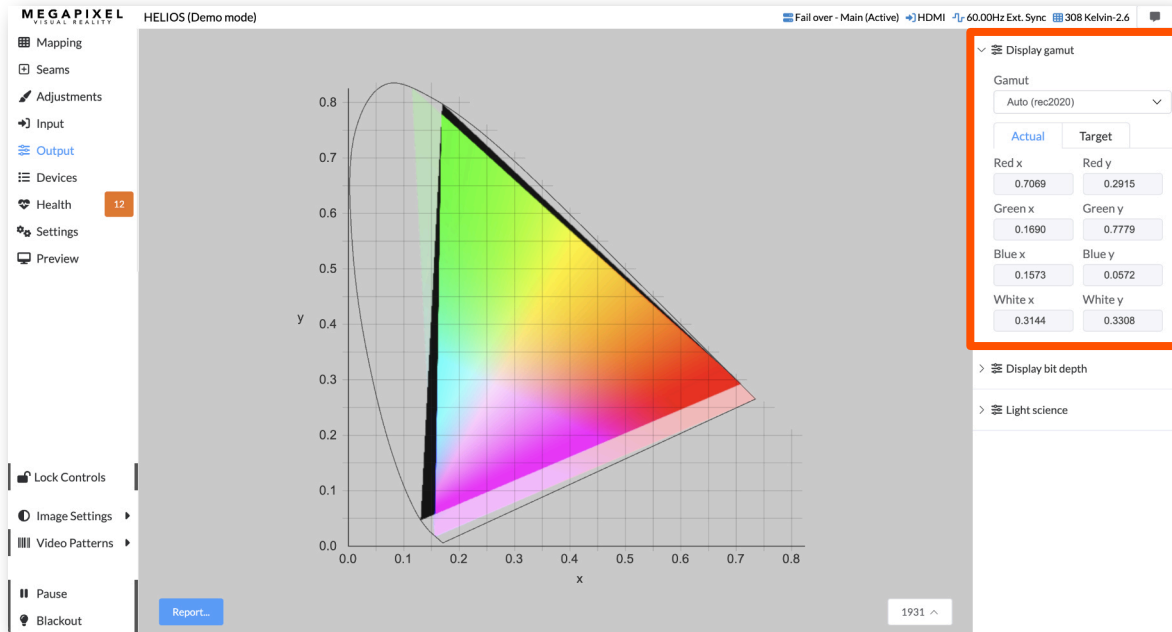 MEGAPIXEL
VISUAL REALITY
HELIOS (Demo mode)
Fail over - Main (Active) HDMI 60.00Hz Ext. Sync 308 Kelvin-2.6
Mapping
Seams
Adjustments
Input
Output
Devices
Health 12
Settings
Preview
Lock Controls
Image Settings
Video Patterns
Pause
Blackout
y
0.8
0.7
0.6
0.5
0.4
0.3
0.2
0.1
0.0
0.0 0.1 0.2 0.3 0.4 0.5 0.6 0.7 0.8
x
Report...
1931
Display gamut
Gamut
Auto (rec2020)
Actual Target
Red x Red y
0.7069 0.2915
Green x Green y
0.1690 0.7779
Blue x Blue y
0.1573 0.0572
White x White y
0.3144 0.3308
Display bit depth
Light science